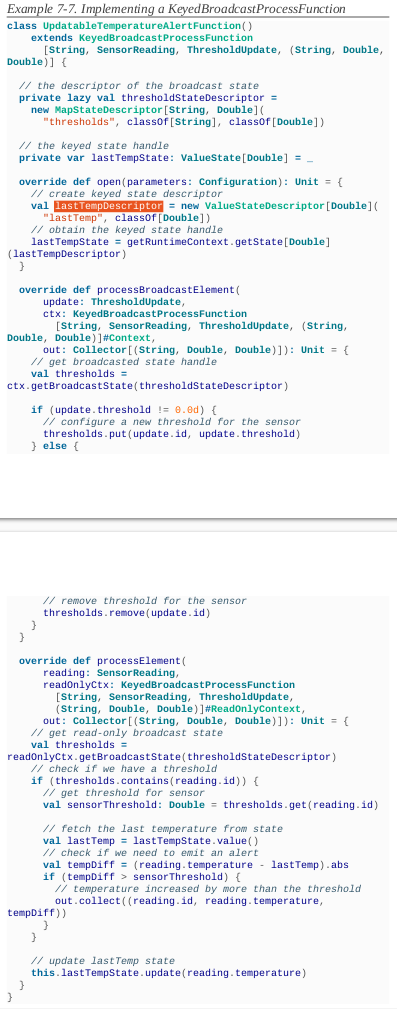 Example 7-7. Implementing a KeyedBroadcastProcessFunction
class UpdatableTemperatureAlertFunction()
    extends KeyedBroadcastProcessFunction
      [String, SensorReading, ThresholdUpdate, (String, Double,
Double)] {

  // the descriptor of the broadcast state
  private lazy val thresholdStateDescriptor =
    new MapStateDescriptor[String, Double](
      "thresholds", classOf[String], classOf[Double])

  // the keyed state handle
  private var lastTempState: ValueState[Double] = _

  override def open(parameters: Configuration): Unit = {
    // create keyed state descriptor
    val lastTempDescriptor = new ValueStateDescriptor[Double](
      "lastTemp", classOf[Double])
    // obtain the keyed state handle
    lastTempState = getRuntimeContext.getState[Double]
(lastTempDescriptor)
  }

  override def processBroadcastElement(
      update: ThresholdUpdate,
      ctx: KeyedBroadcastProcessFunction
        [String, SensorReading, ThresholdUpdate, (String,
Double, Double)]#Context,
      out: Collector[(String, Double, Double)]): Unit = {
    // get broadcasted state handle
    val thresholds =
ctx.getBroadcastState(thresholdStateDescriptor)

    if (update.threshold != 0.0d) {
      // configure a new threshold for the sensor
      thresholds.put(update.id, update.threshold)
    } else {
      // remove threshold for the sensor
      thresholds.remove(update.id)
    }
  }

  override def processElement(
      reading: SensorReading,
      readOnlyCtx: KeyedBroadcastProcessFunction
        [String, SensorReading, ThresholdUpdate,
        (String, Double, Double)]#ReadOnlyContext,
      out: Collector[(String, Double, Double)]): Unit = {
    // get read-only broadcast state
    val thresholds =
readOnlyCtx.getBroadcastState(thresholdStateDescriptor)
    // check if we have a threshold
    if (thresholds.contains(reading.id)) {
      // get threshold for sensor
      val sensorThreshold: Double = thresholds.get(reading.id)

      // fetch the last temperature from state
      val lastTemp = lastTempState.value()
      // check if we need to emit an alert
      val tempDiff = (reading.temperature - lastTemp).abs
      if (tempDiff > sensorThreshold) {
        // temperature increased by more than the threshold
        out.collect((reading.id, reading.temperature,
tempDiff))
      }
    }

    // update lastTemp state
    this.lastTempState.update(reading.temperature)
  }
}